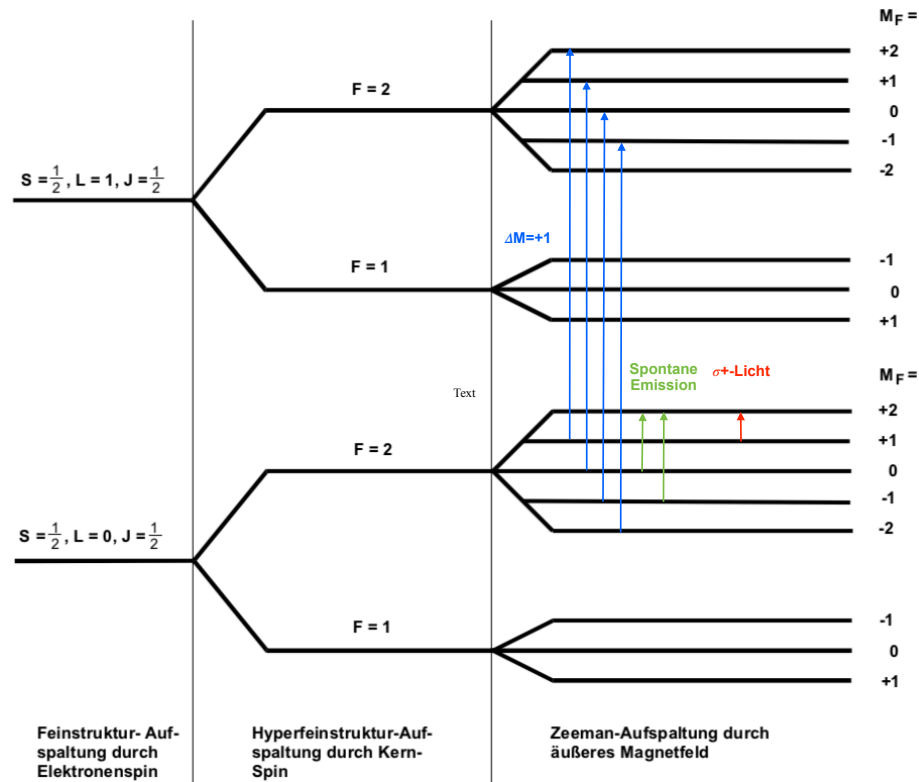 M F =
+2
+1
0
-1
-2
F = 2
S = 1/2 , L = 1, J = 1/2
ΔM=+1
F = 1
-1
0
+1
Spontane
Emission
σ+-Licht
M F =
Text
+2
+1
0
-1
-2
F = 2
S = 1/2 , L = 0, J = 1/2
F = 1
-1
0
+1
Feinstruktur- Auf-
spaltung durch
Elektronenspin
Hyperfeinstruktur-Auf-
spaltung durch Kern-
Spin
Zeeman-Aufspaltung durch
äußeres Magnetfeld